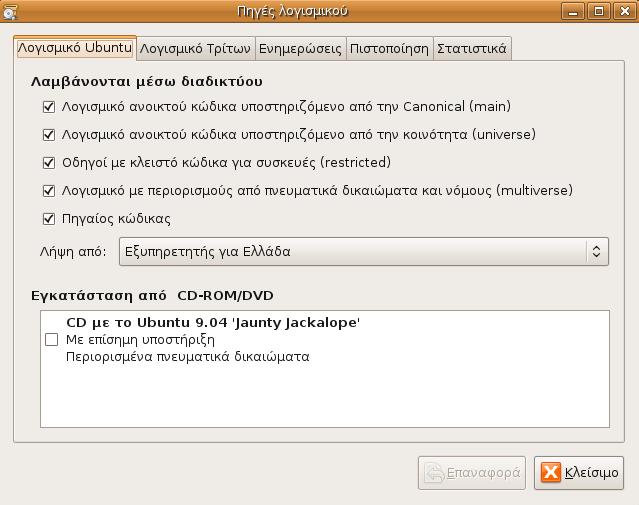 Πηγές λογισμικού
Λογισμικό Ubuntu Λογισμικό Τρίτων Ενημερώσεις Πιστοποίηση Στατιστικά
Λαμβάνονται μέσω διαδικτύου
Λογισμικό ανοικτού κώδικα υποστηριζόμενο από την Canonical (main)
Λογισμικό ανοικτού κώδικα υποστηριζόμενο από την κοινότητα (universe)
Οδηγοί με κλειστό κώδικα για συσκευές (restricted)
Λογισμικό με περιορισμούς από πνευματικά δικαιώματα και νόμους (multiverse)
Πηγαίος κώδικας
Λήψη από: Εξυπηρετητής για Ελλάδα
Εγκατάσταση από CD-ROM/DVD
CD με το Ubuntu 9.04 'Jaunty Jackalope'
Με επίσημη υποστήριξη
Περιορισμένα πνευματικά δικαιώματα
Επαναφορά Κλείσιμο